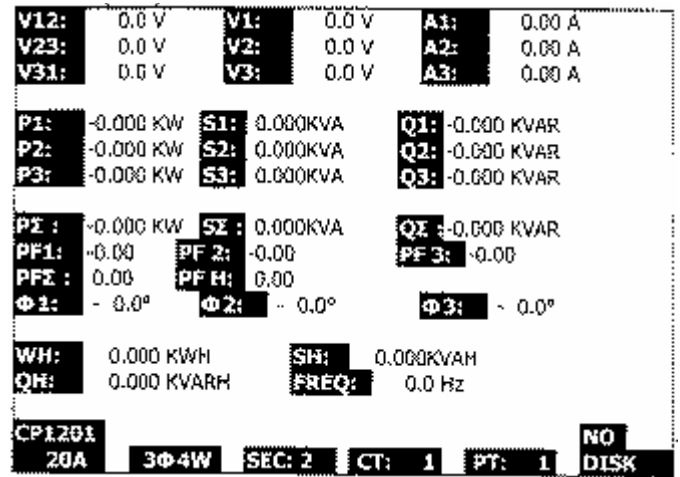 V12: 0.0 V V1: 0.0 V A1: 0.00 A
V23: 0.0 V V2: 0.0 V A2: 0.00 A
V31: 0.0 V V3: 0.0 V A3: 0.00 A
P1: -0.000 KW S1: 0.000KVA Q1: -0.000 KVAR
P2: -0.000 KW S2: 0.000KVA Q2: -0.000 KVAR
P3: -0.000 KW S3: 0.000KVA Q3: -0.000 KVAR
PΣ : -0.000 KW SΣ : 0.000KVA QΣ : -0.000 KVAR
PF1: -0.00 PF 2: -0.00 PF 3: -0.00
PFΣ : 0.00 PF H: 0.00
Φ1: - 0.0° Φ2: - 0.0° Φ3: - 0.0°
WH: 0.000 KWH SH: 0.000KVAH
QH: 0.000 KVARH FREQ: 0.0 Hz
CP1201 NO
20A 3Φ4W SEC: 2 CT: 1 PT: 1 DISK